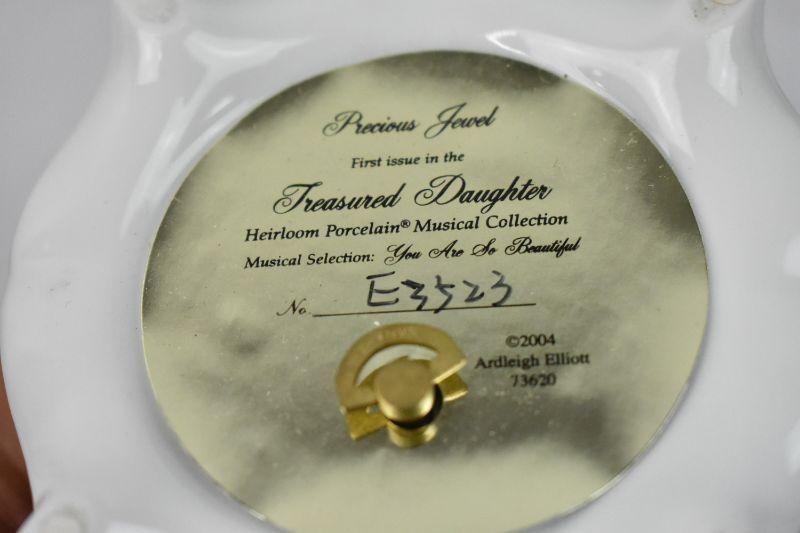 Precious Jewel
First issue in the
Treasured Daughter
Heirloom Porcelain® Musical Collection
Musical Selection: You Are So Beautiful
No. E3523
©2004
Ardleigh Elliott
73620